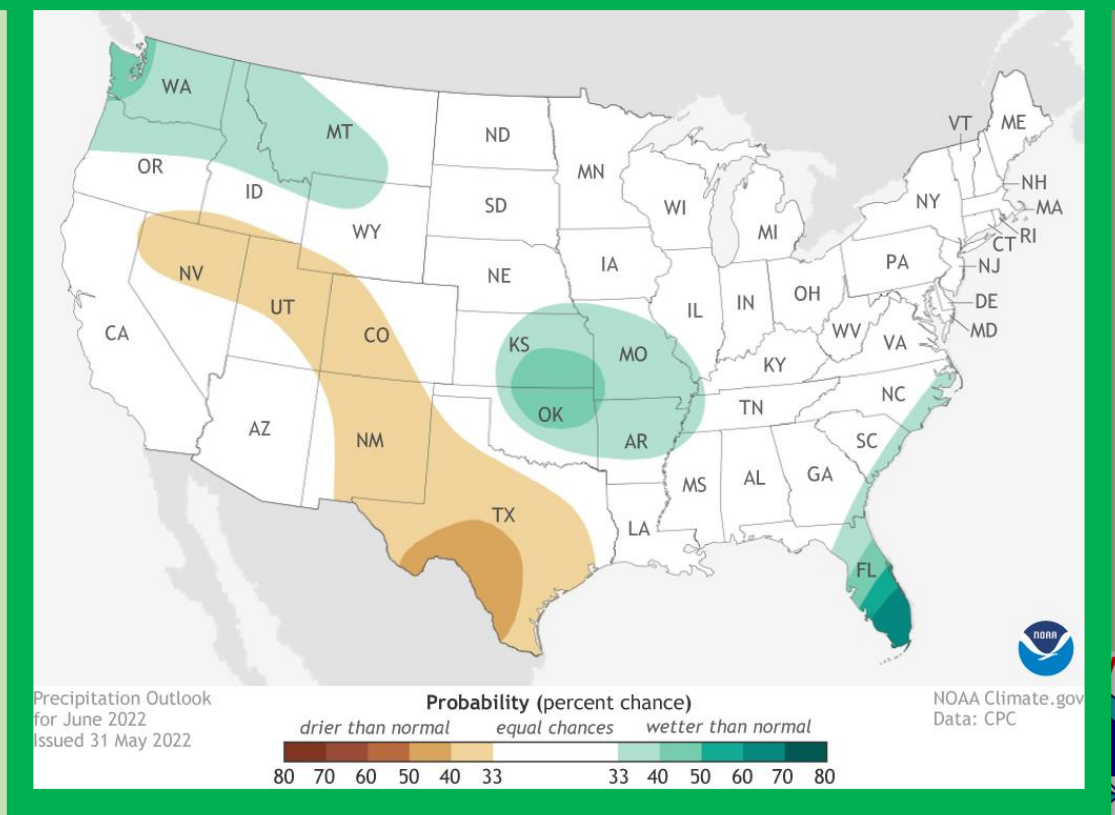 WA
MT
ND
MN
VT
ME
OR
ID
SD
WI
NY
NH
MA
WY
MI
CT
RI
NV
NE
IA
PA
NJ
UT
IL
IN
OH
DE
CA
CO
KS
MO
WV
VA
MD
KY
AZ
NM
OK
AR
TN
NC
SC
TX
MS
AL
GA
LA
FL
NOAA
Precipitation Outlook
for June 2022
Issued 31 May 2022
Probability (percent chance)
drier than normal equal chances wetter than normal
80 70 60 50 40 33 33 40 50 60 70 80
NOAA Climate.gov
Data: CPC